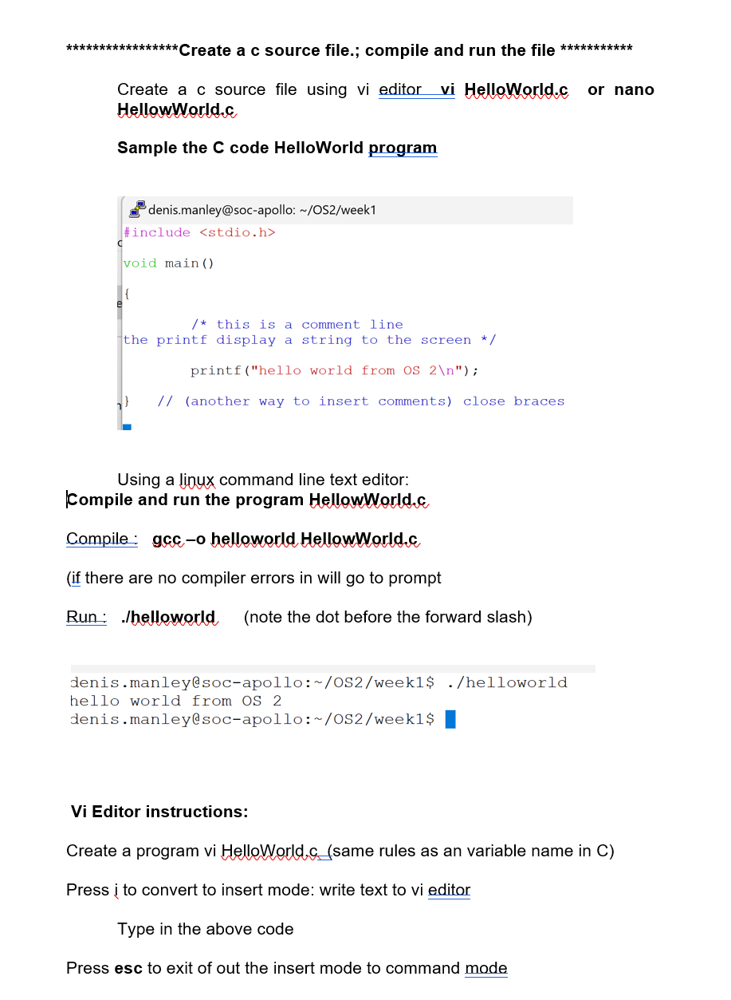 *****************Create a c source file.; compile and run the file ***********
Create a c source file using vi editor vi HelloWorld.c or nano
HellowWorld.c
Sample the C code HelloWorld program
denis.manley@soc-apollo: ~/OS2/week1
#include <stdio.h>
void main()
{
/* this is a comment line
the printf display a string to the screen */
printf("hello world from OS 2\n");
} // (another way to insert comments) close braces
Using a linux command line text editor:
Compile and run the program HellowWorld.c
Compile : gcc –o helloworld HellowWorld.c
(if there are no compiler errors in will go to prompt
Run : ./helloworld (note the dot before the forward slash)
denis.manley@soc-apollo:~/OS2/week1$ ./helloworld
hello world from OS 2
denis.manley@soc-apollo:~/OS2/week1$
Vi Editor instructions:
Create a program vi HelloWorld.c (same rules as an variable name in C)
Press i to convert to insert mode: write text to vi editor
Type in the above code
Press esc to exit of out the insert mode to command mode